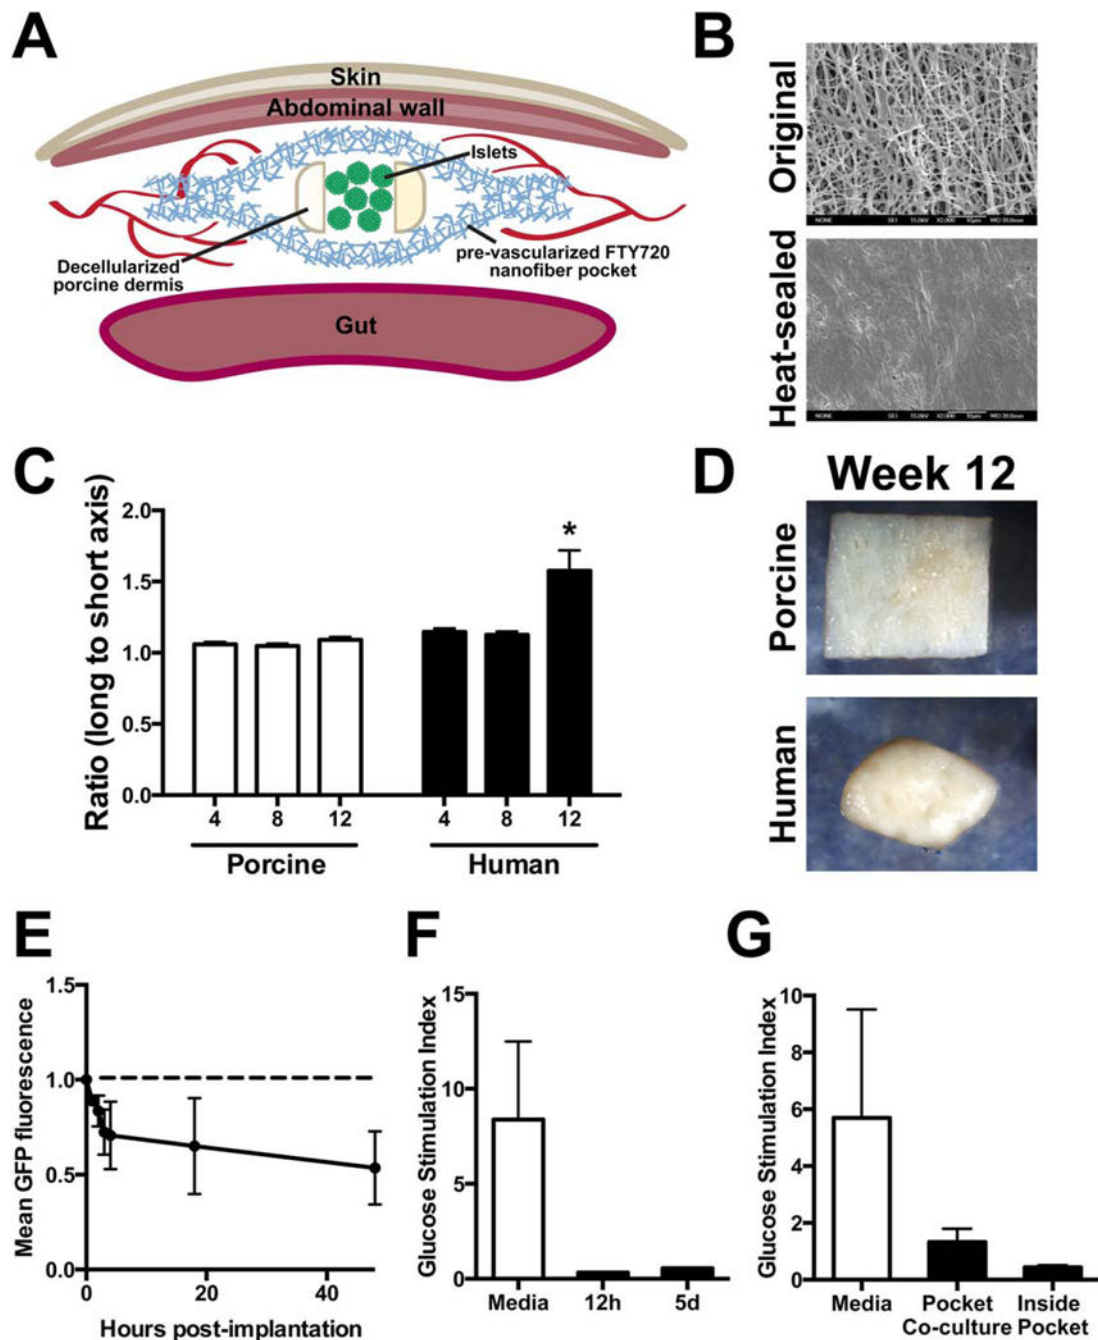 A
Skin
Abdominal wall
Islets
Decellularized
porcine dermis
pre-vascularized FTY720
nanofiber pocket
Gut
B
Original
Heat-sealed
C
Ratio (long to short axis)
2.0
1.5
1.0
0.5
0.0
*
4 8 12 4 8 12
Porcine Human
D
Week 12
Porcine
Human
E
Mean GFP fluorescence
1.5
1.0
0.5
0.0
0 20 40
Hours post-implantation
F
Glucose Stimulation Index
15
10
5
0
Media 12h 5d
G
Glucose Stimulation Index
10
8
6
4
2
0
Media Pocket Inside
Co-culture Pocket